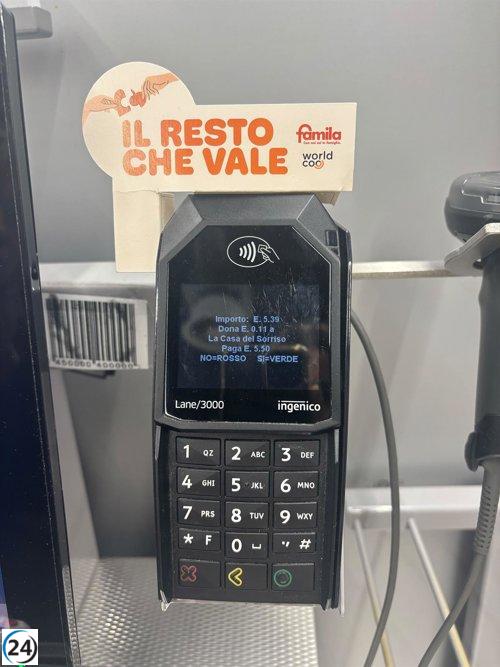 IL RESTO
CHE VALE
famila
world
coo
Importo: E. 5.39
Dona E. 0.11 a
La Casa del Sorriso
Paga E. 5.50
NO=ROSSO SI=VERDE
Lane/3000
ingenico
1 QZ 2 ABC 3 DEF
4 GHI 5 JKL 6 MNO
7 PRS 8 TUV 9 WXY
* F 0 #
24